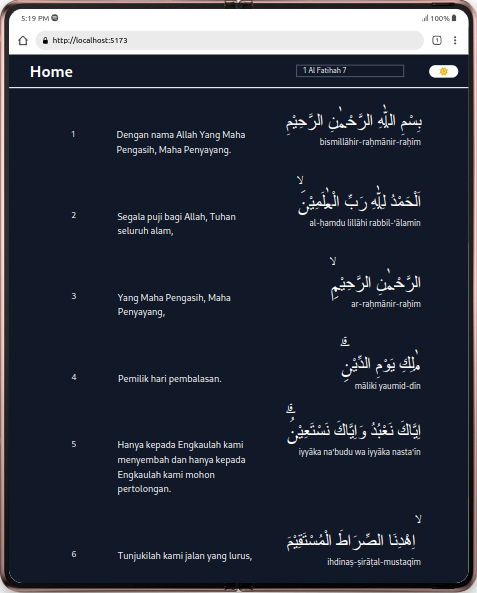 5:19 PM
100%
http://localhost:5173
1
Home
1 Al Fatihah 7
1
Dengan nama Allah Yang Maha
Pengasih, Maha Penyayang.
بِسْمِ اللّٰهِ الرَّحْمٰنِ الرَّحِيْمِ
bismillāhir-raḥmānir-raḥīm
2
Segala puji bagi Allah, Tuhan
seluruh alam,
اَلْحَمْدُ لِلّٰهِ رَبِّ الْعٰلَمِيْنَۙ
al-ḥamdu lillāhi rabbil-‘ālamīn
3
Yang Maha Pengasih, Maha
Penyayang,
الرَّحْمٰنِ الرَّحِيْمِۙ
ar-raḥmānir-raḥīm
4
Pemilik hari pembalasan.
مٰلِكِ يَوْمِ الدِّيْنِۗ
māliki yaumid-dīn
5
Hanya kepada Engkaulah kami
menyembah dan hanya kepada
Engkaulah kami mohon
pertolongan.
اِيَّاكَ نَعْبُدُ وَاِيَّاكَ نَسْتَعِيْنُۗ
iyyāka na‘budu wa iyyāka nasta‘īn
6
Tunjukilah kami jalan yang lurus,
اِهْدِنَا الصِّرَاطَ الْمُسْتَقِيْمَۙ
ihdinaṣ-ṣirāṭal-mustaqīm